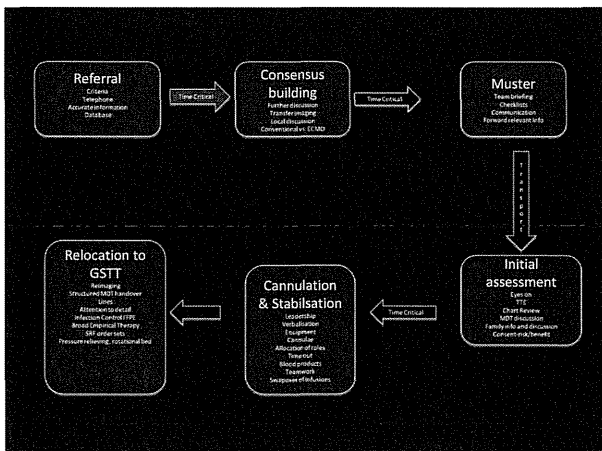 Referral
Criteria
Telephone
Accurate information
Database
Time Critical
Consensus
building
Further discussion
Transfer imaging
Local discussion
Conventional vs. ECMO
Time Critical
Muster
Team briefing
Checklists
Communication
Forward relevant info
Transport
Initial
assessment
Eyes on
TTE
Chart Review
MDT discussion
Family info and discussion
Consent-risk/benefit
Time Critical
Cannulation
& Stabilsation
Leadership
Verbalisation
Equipment
Cannulae
Allocation of roles
Time out
Blood products
Teamwork
Swapover of infusions
Relocation to
GSTT
Reimaging
Structured MDT handover
Lines
Attention to detail
Infection Control PPE
Broad Empirical Therapy
SRF order sets
Pressure relieving, rotational bed